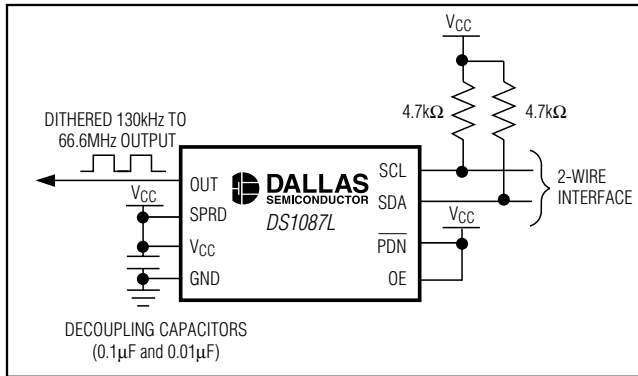 VCC
4.7kΩ
4.7kΩ
DITHERED 130kHz TO
66.6MHz OUTPUT
VCC
OUT
SPRD
VCC
GND
DALLAS
SEMICONDUCTOR
DS1087L
SCL
SDA
PDN
OE
2-WIRE
INTERFACE
VCC
DECOUPLING CAPACITORS
(0.1µF and 0.01µF)